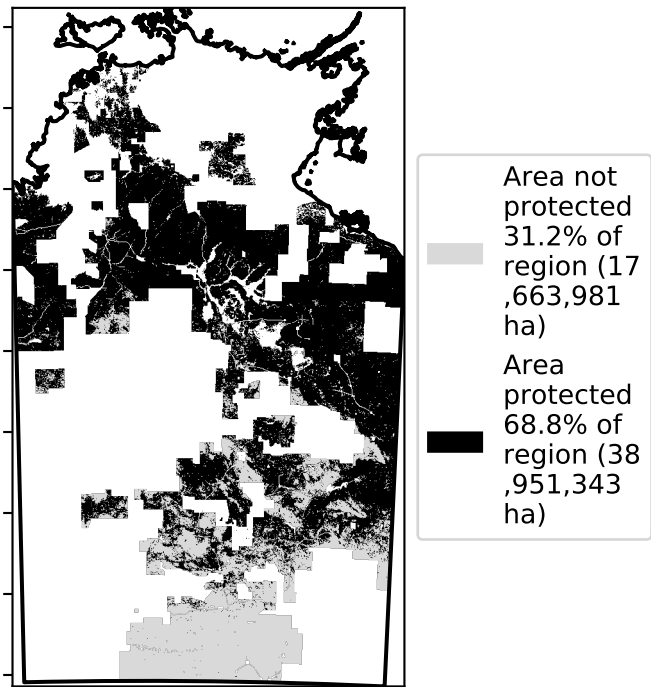 Area not
protected
31.2% of
region (17
,663,981
ha)
Area
protected
68.8% of
region (38
,951,343
ha)